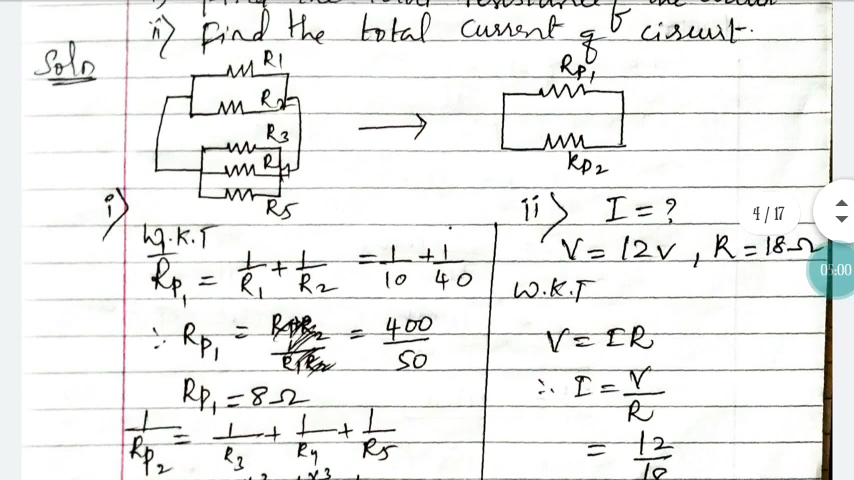 ii) Find the total current of circuit.
Soln
R1
R2
R3
R
R5
Rp1
Rp2
i)
W.K.T
1/Rp1 = 1/R1 + 1/R2 = 1/10 + 1/40
∴ Rp1 = = 400/50
Rp1 = 8Ω
1/Rp2 = 1/R3 + 1/R4 + 1/R5
ii) I = ?
V = 12V, R = 18Ω
W.K.T
V = IR
∴ I = V/R
= 12/18
4 / 17
05:00